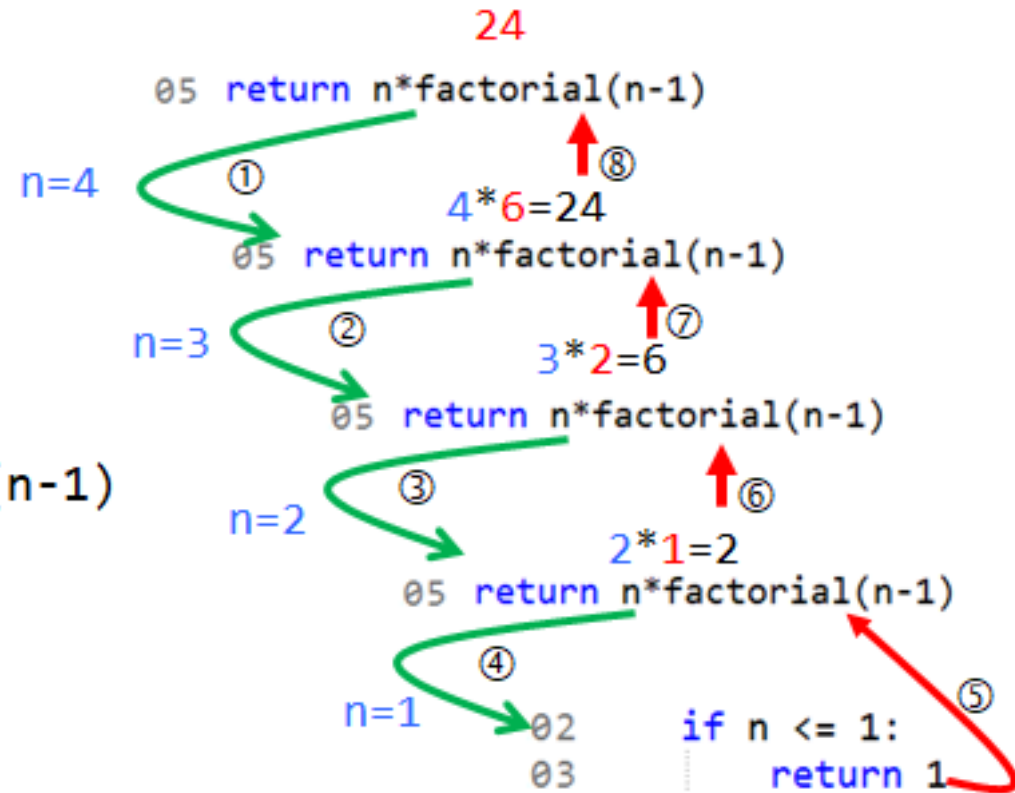 24
05 return n*factorial(n-1)
n=4 ① ⑧
4*6=24
05 return n*factorial(n-1)
n=3 ② ⑦
3*2=6
05 return n*factorial(n-1)
(n-1) n=2 ③ ⑥
2*1=2
05 return n*factorial(n-1)
n=1 ④ ⑤
02 if n <= 1:
03 return 1